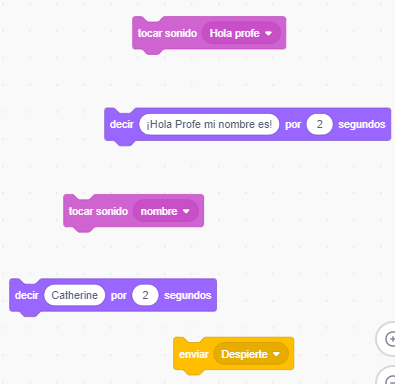 tocar sonido Hola profe
decir ¡Hola Profe mi nombre es! por 2 segundos
tocar sonido nombre
decir Catherine por 2 segundos
enviar Despierte